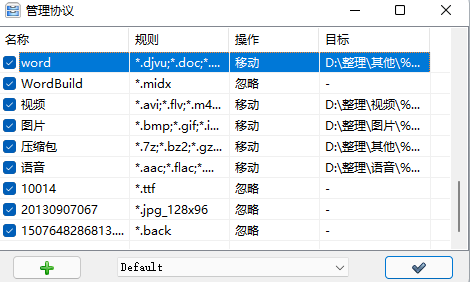 管理协议
名称 规则 操作 目标
word *.djvu;*.doc;*.... 移动 D:\整理\其他\%...
WordBuild *.midx 忽略 -
视频 *.avi;*.flv;*.m4... 移动 D:\整理\视频\%...
图片 *.bmp;*.gif;*.i... 移动 D:\整理\图片\%...
压缩包 *.7z;*.bz2;*.gz... 移动 D:\整理\其他\%...
语音 *.aac;*.flac;*.... 移动 D:\整理\语音\%...
10014 *.ttf 忽略 -
20130907067 *.jpg_128x96 忽略 -
1507648286813.... *.back 忽略 -
Default